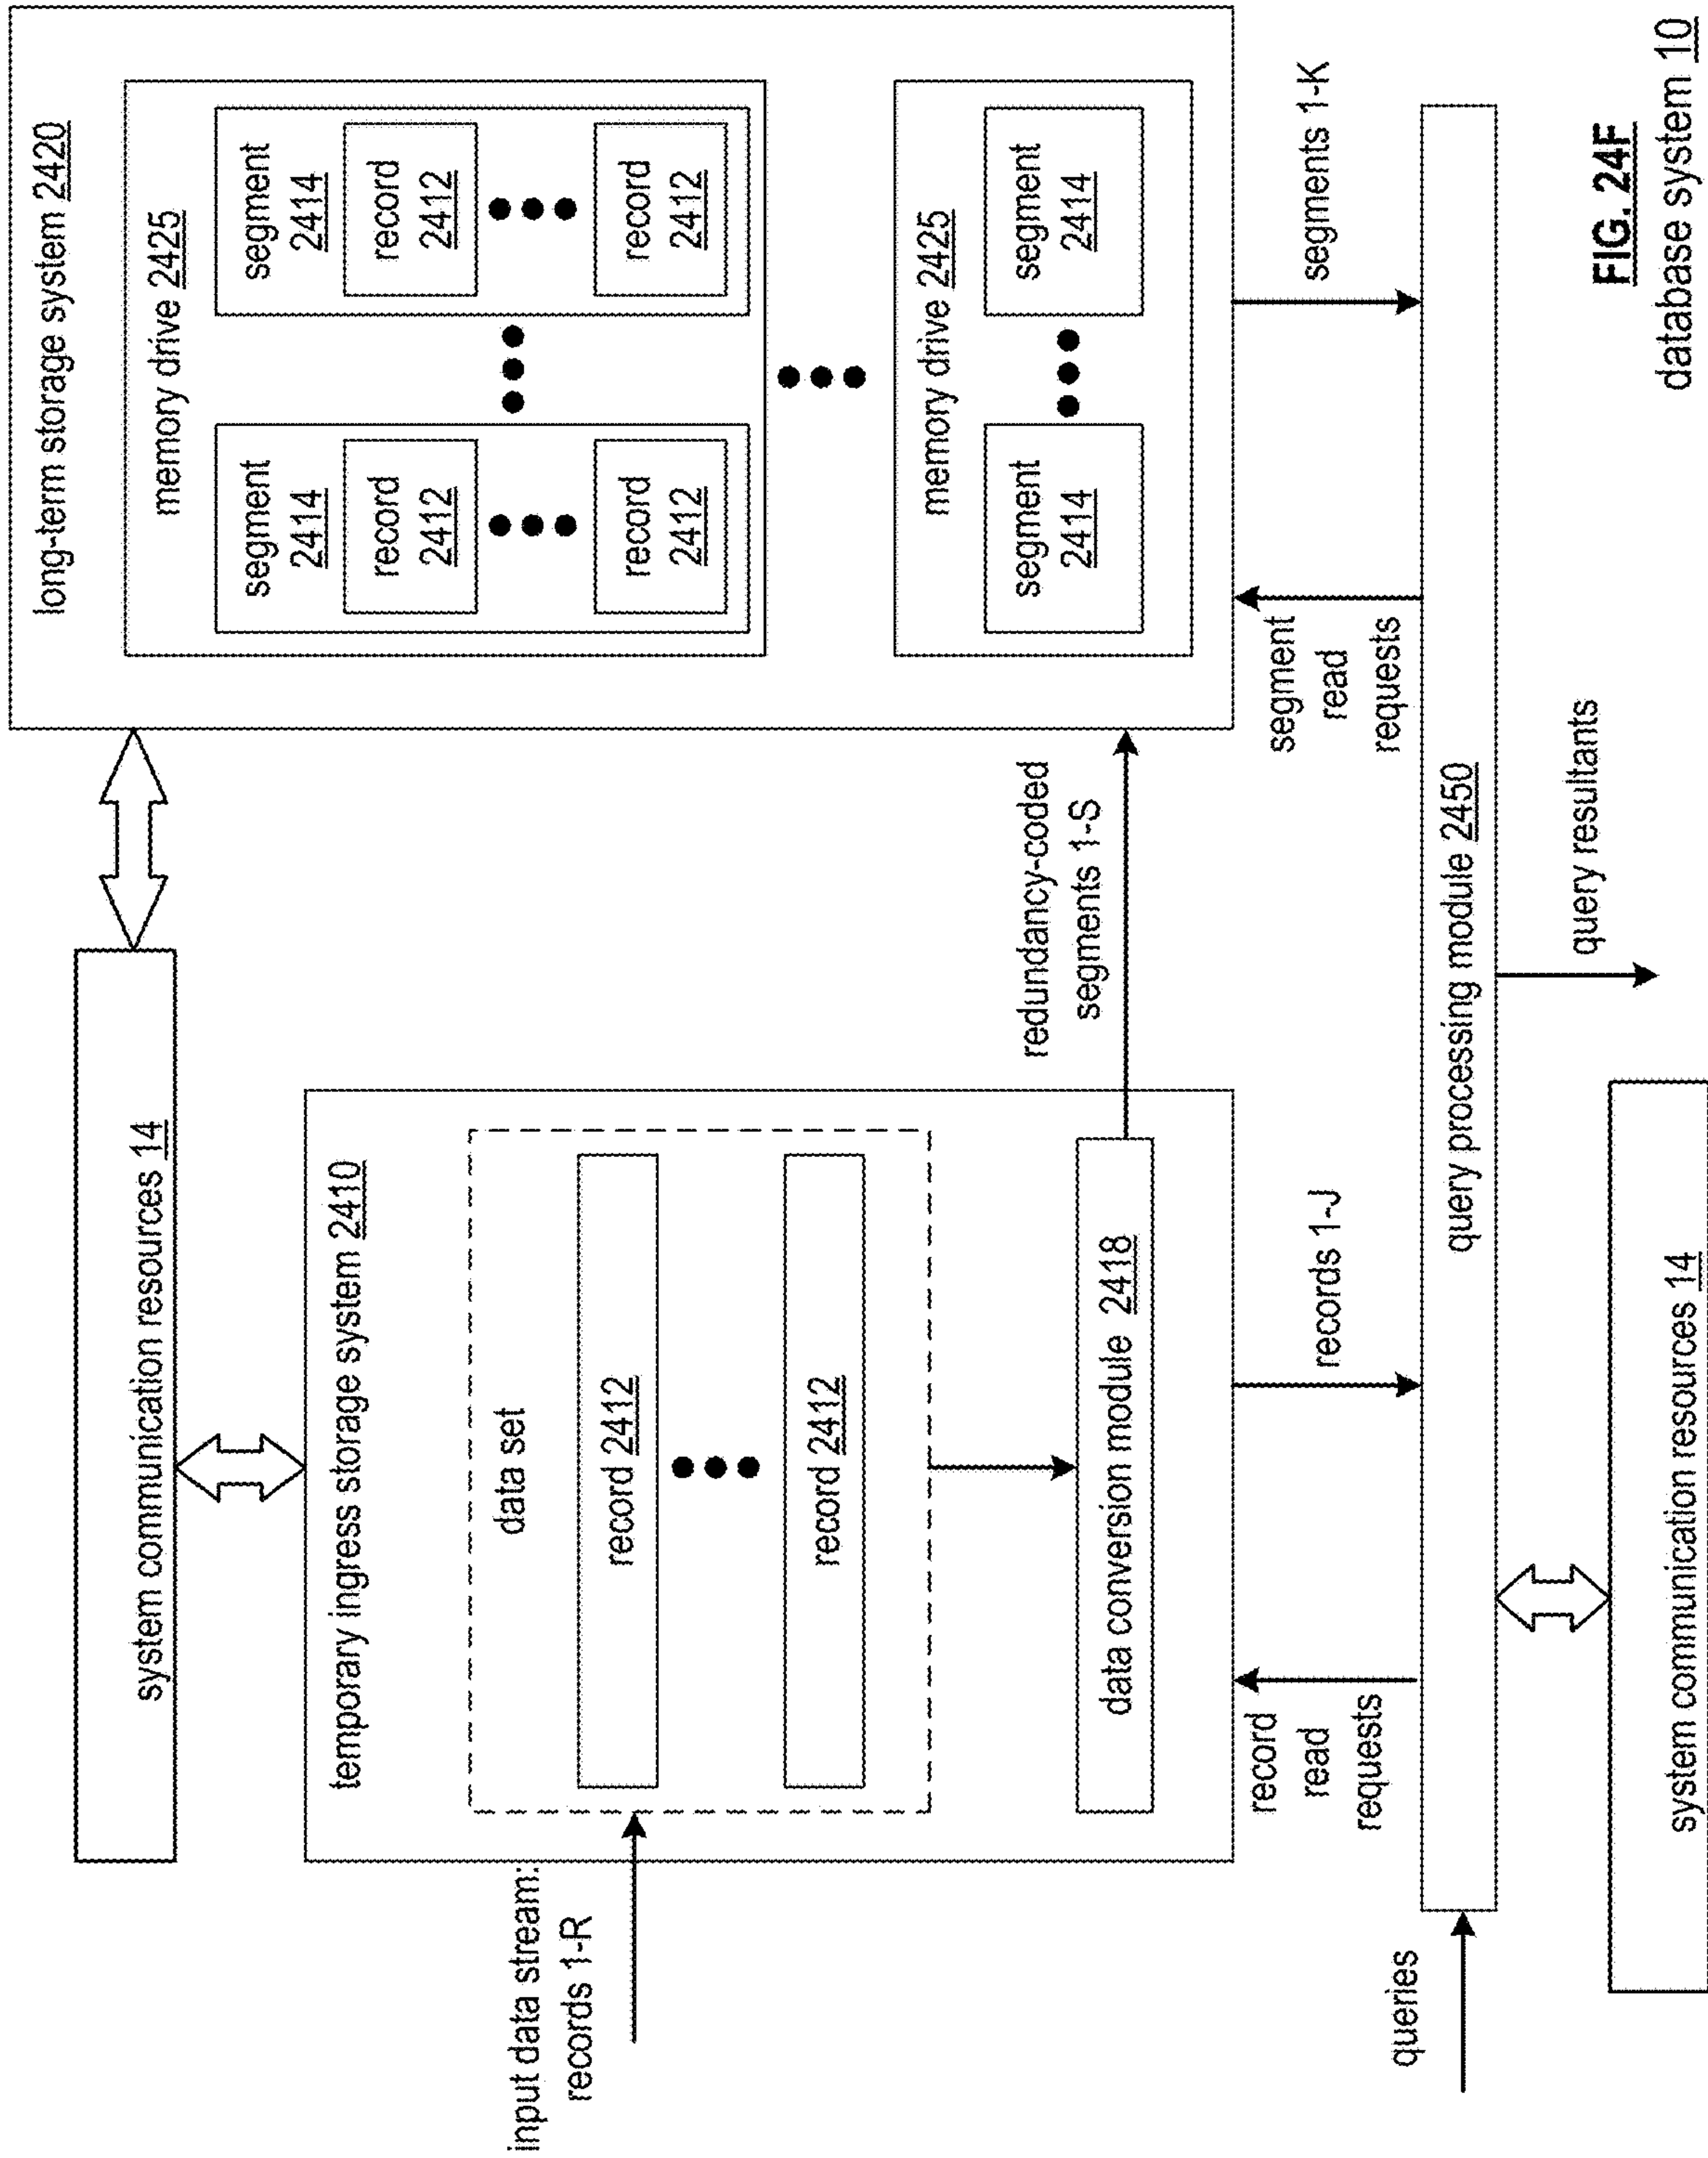 system communication resources 14
long-term storage system 2420
memory drive 2425
segment
2414
record
2412
record
2412
segment
2414
record
2412
record
2412
memory drive 2425
segment
2414
segment
2414
temporary ingress storage system 2410
input data stream:
records 1-R
data set
record 2412
record 2412
data conversion module 2418
redundancy-coded
segments 1-S
record
read
requests
records 1-J
segment
read
requests
segments 1-K
queries
query processing module 2450
query resultants
system communication resources 14
FIG. 24F
database system 10